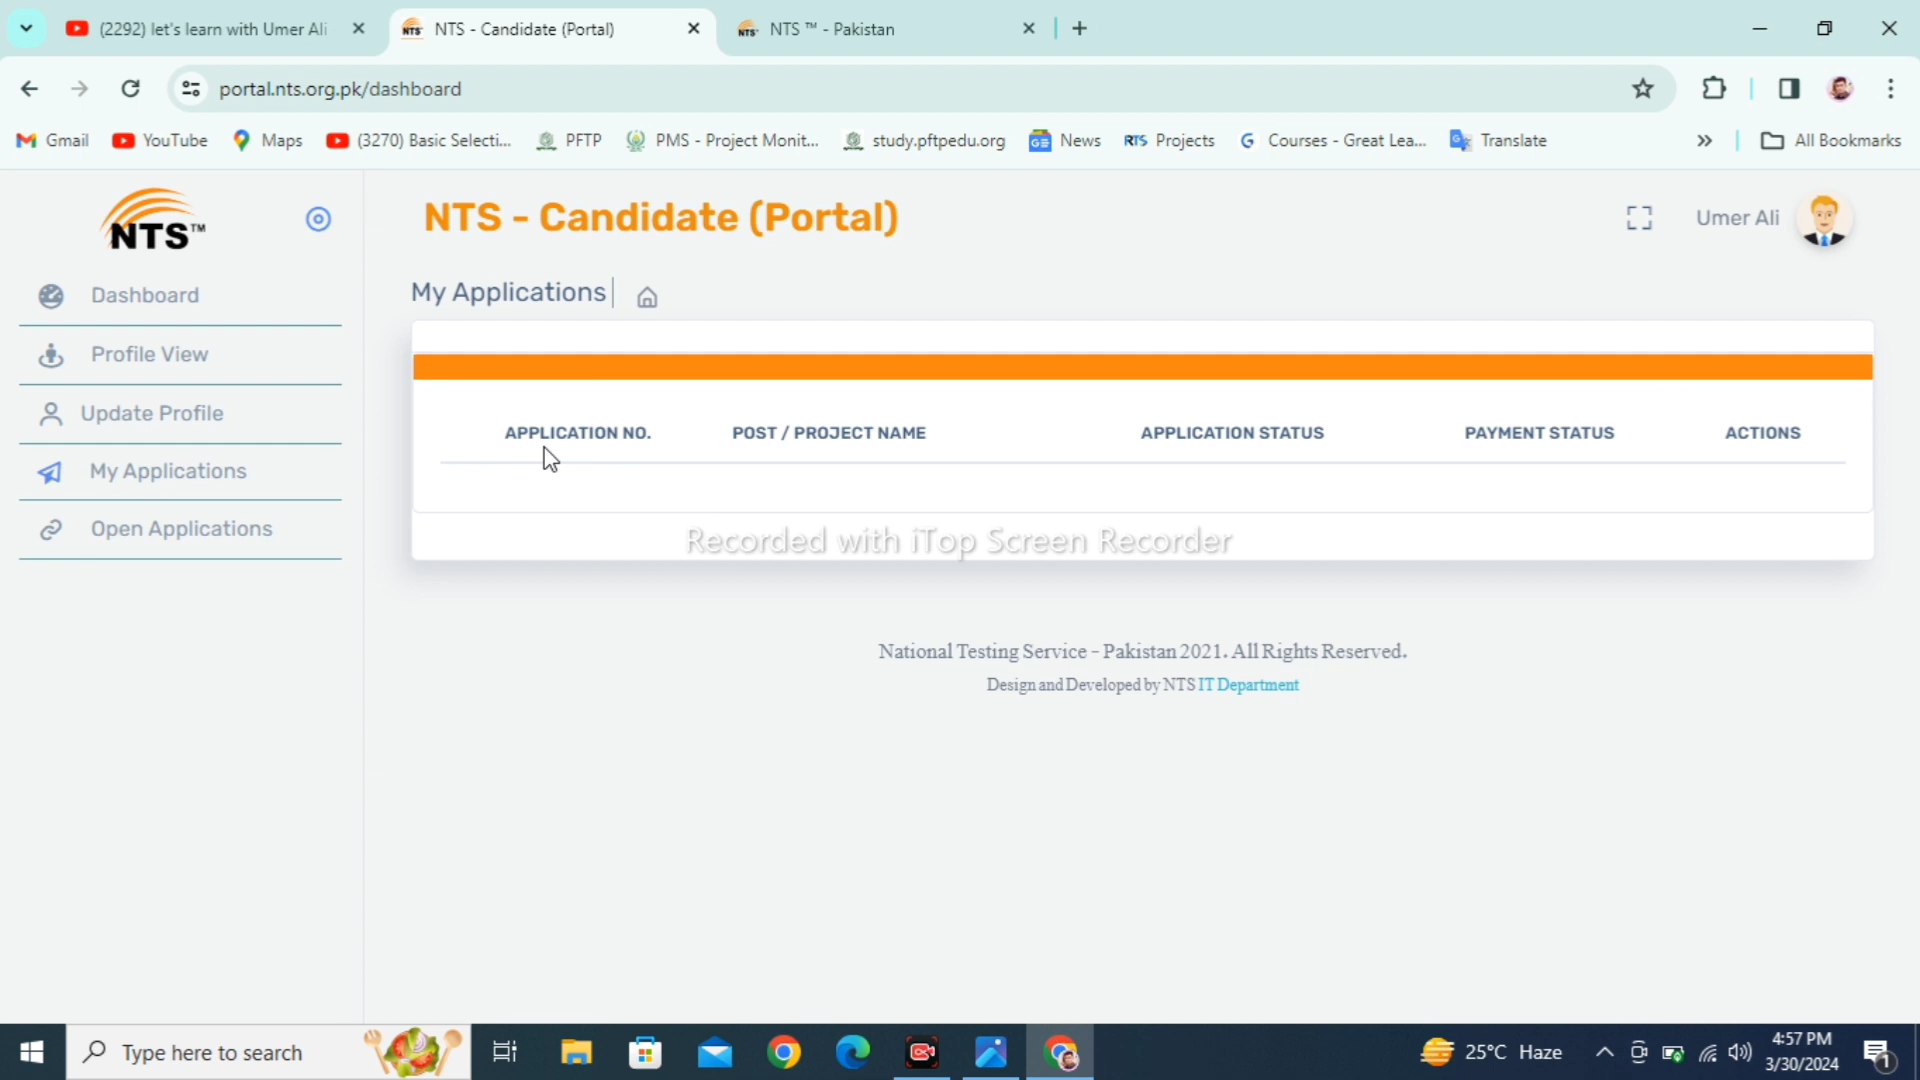 (2292) let's learn with Umer Ali
NTS - Candidate (Portal)
NTS ™ - Pakistan
portal.nts.org.pk/dashboard
Gmail
YouTube
Maps
(3270) Basic Selecti...
PFTP
PMS - Project Monit...
study.pftpedu.org
News
RTS Projects
Courses - Great Lea...
Translate
All Bookmarks
NTS™
NTS - Candidate (Portal)
Umer Ali
Dashboard
Profile View
Update Profile
My Applications
Open Applications
My Applications
APPLICATION NO. POST / PROJECT NAME APPLICATION STATUS PAYMENT STATUS ACTIONS
Recorded with iTop Screen Recorder
National Testing Service - Pakistan 2021. All Rights Reserved.
Design and Developed by NTS IT Department
Type here to search
25°C Haze
4:57 PM
3/30/2024
1